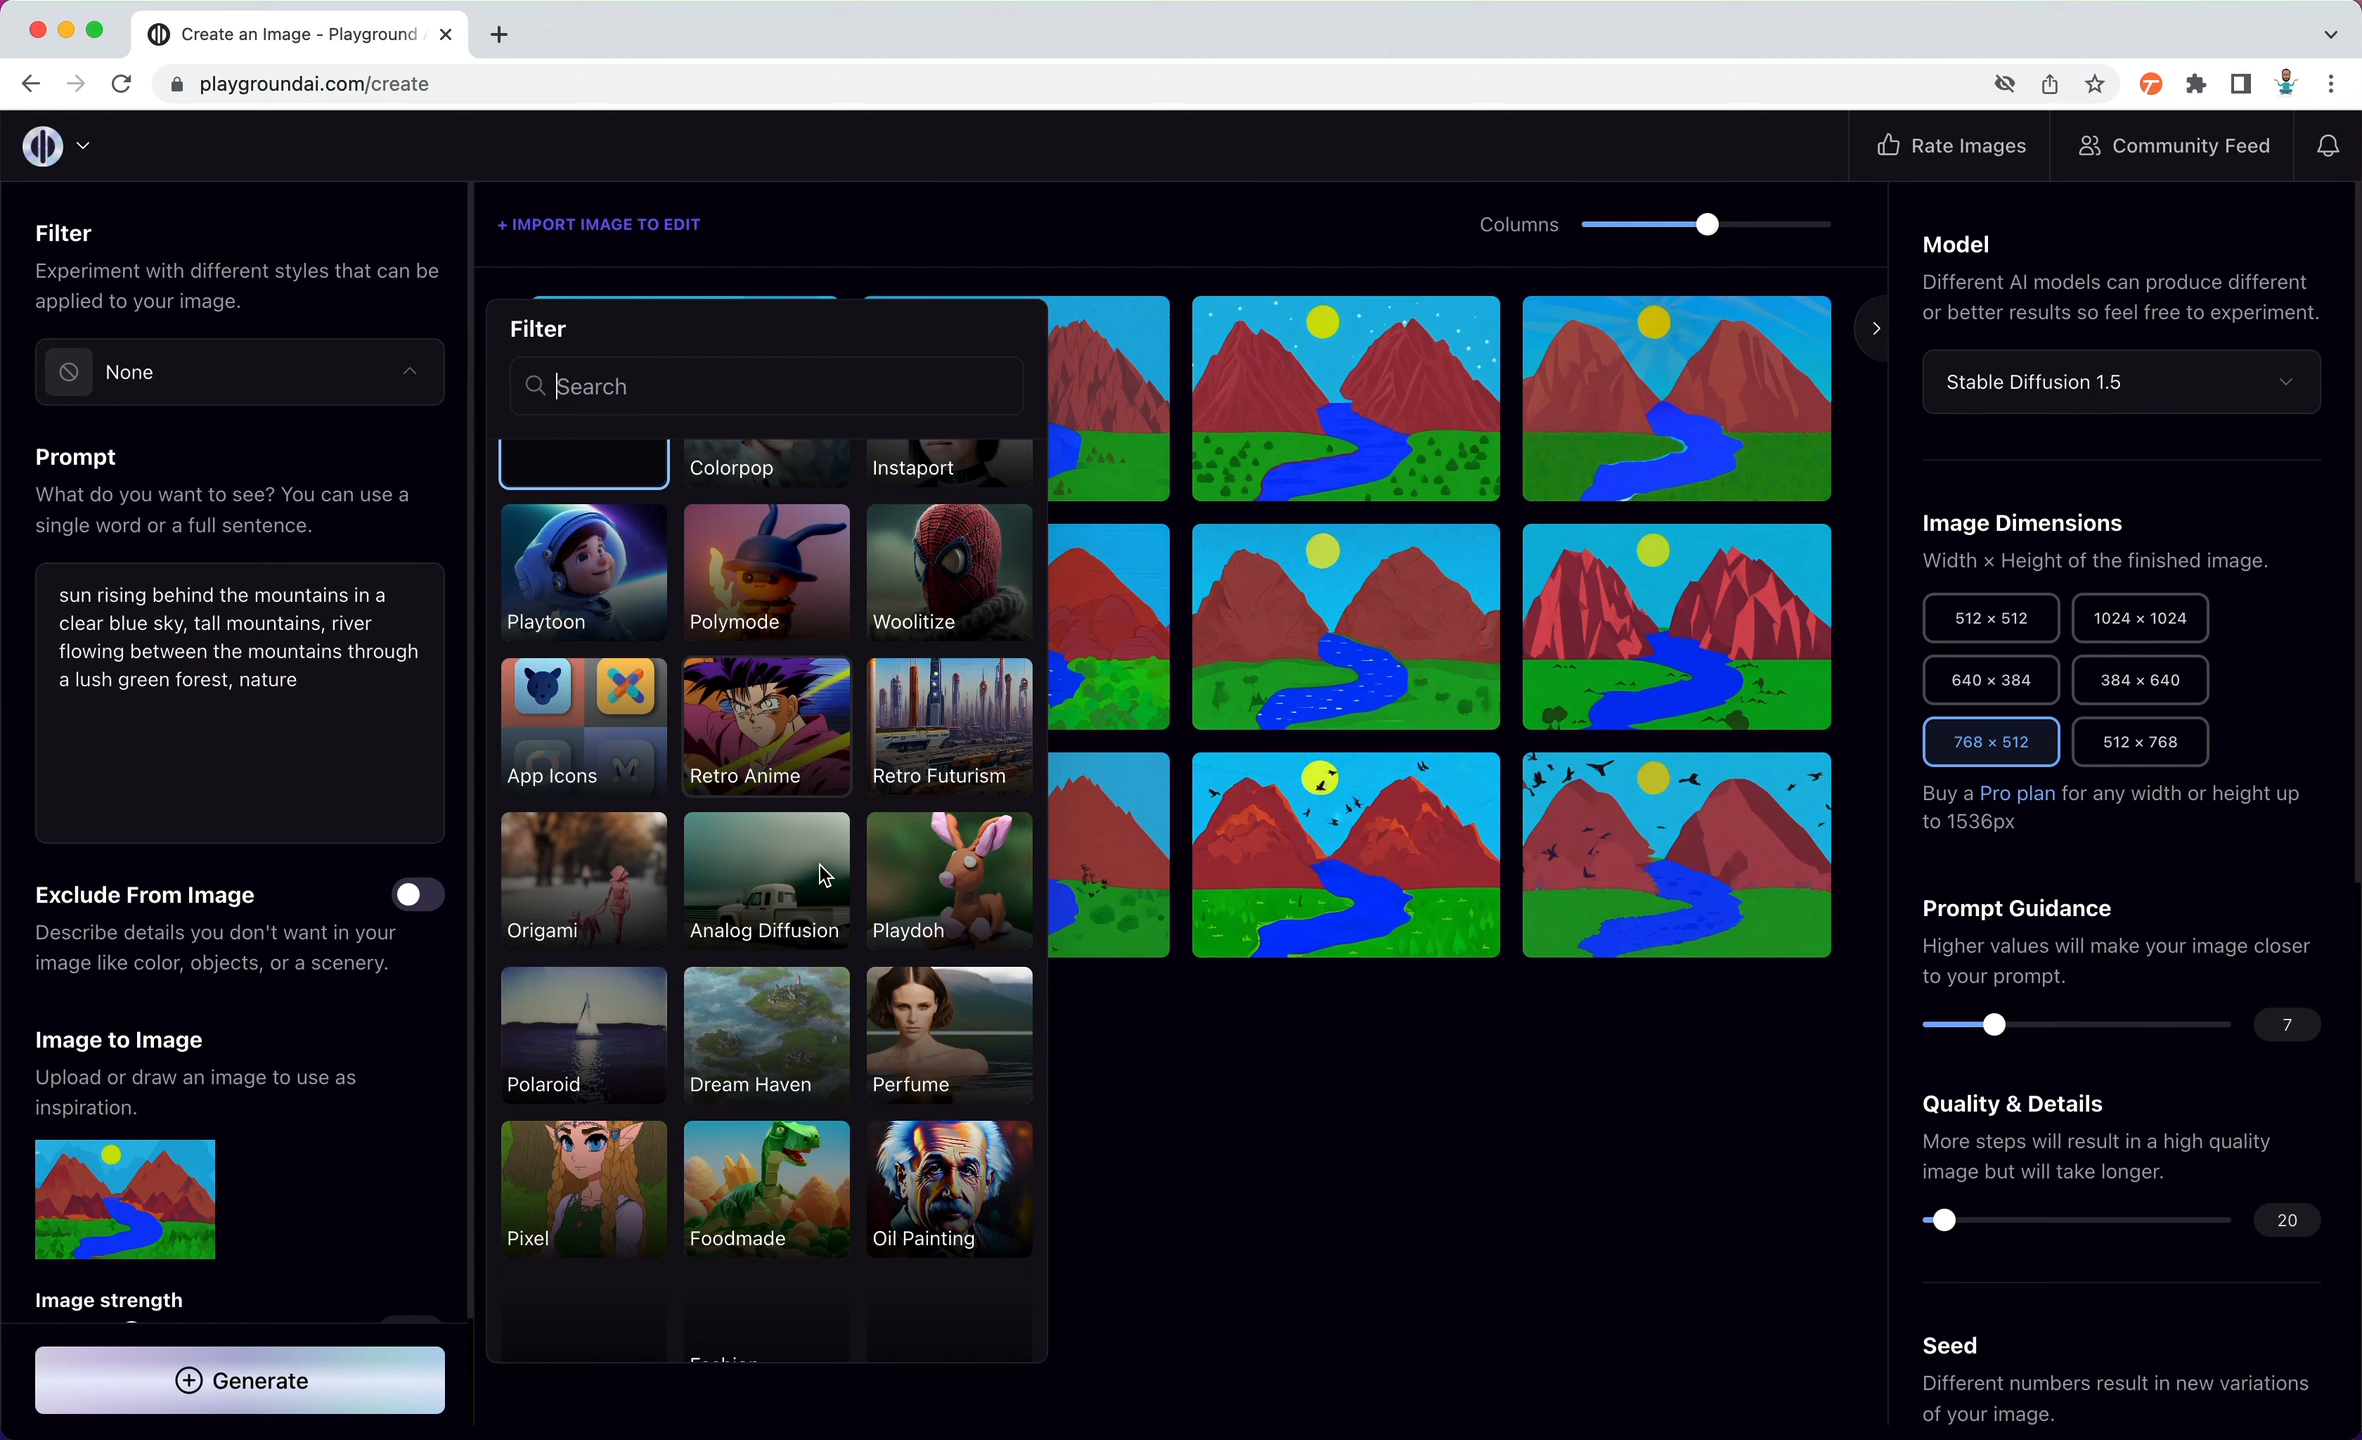 Create an Image - Playground
playgroundai.com/create
Rate Images
Community Feed
Filter
Experiment with different styles that can be
applied to your image.
None
Prompt
What do you want to see? You can use a
single word or a full sentence.
sun rising behind the mountains in a
clear blue sky, tall mountains, river
flowing between the mountains through
a lush green forest, nature
Exclude From Image
Describe details you don't want in your
image like color, objects, or a scenery.
Image to Image
Upload or draw an image to use as
inspiration.
Image strength
Generate
+ IMPORT IMAGE TO EDIT
Columns
Filter
Search
Colorpop
Instaport
Playtoon
Polymode
Woolitize
App Icons
Retro Anime
Retro Futurism
Origami
Analog Diffusion
Playdoh
Polaroid
Dream Haven
Perfume
Pixel
Foodmade
Oil Painting
Model
Different AI models can produce different
or better results so feel free to experiment.
Stable Diffusion 1.5
Image Dimensions
Width × Height of the finished image.
512 × 512
1024 × 1024
640 × 384
384 × 640
768 × 512
512 × 768
Buy a Pro plan for any width or height up
to 1536px
Prompt Guidance
Higher values will make your image closer
to your prompt.
7
Quality & Details
More steps will result in a high quality
image but will take longer.
20
Seed
Different numbers result in new variations
of your image.